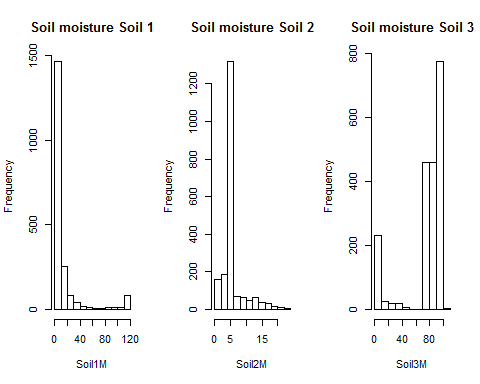 Soil moisture Soil 1
Frequency
0 500 1000 1500
0 40 80 120
Soil1M
Soil moisture Soil 2
Frequency
0 200 400 600 800 1000 1200
0 5 15
Soil2M
Soil moisture Soil 3
Frequency
0 200 400 600 800
0 40 80
Soil3M